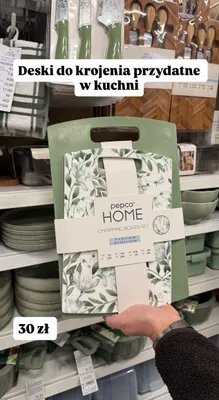 Deski do krojenia przydatne
w kuchni
pepco
HOME
CHOPPING BOARD SET
30 zł